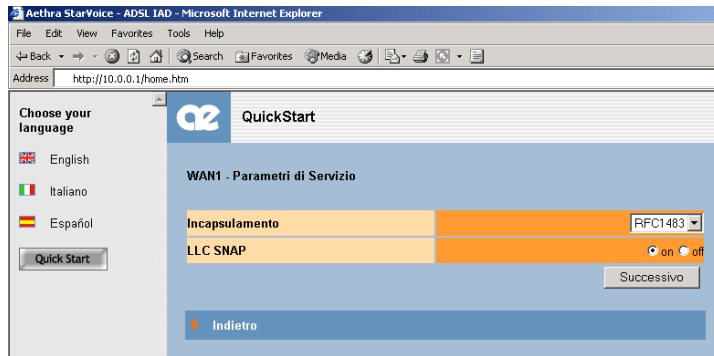 Aethra StarVoice - ADSL IAD - Microsoft Internet Explorer
File Edit View Favorites Tools Help
Back Search Favorites Media
Address http://10.0.0.1/home.htm
Choose your
language
English
Italiano
Español
Quick Start
QuickStart
WAN1 - Parametri di Servizio
Incapsulamento RFC1483
LLC SNAP on off
Successivo
Indietro